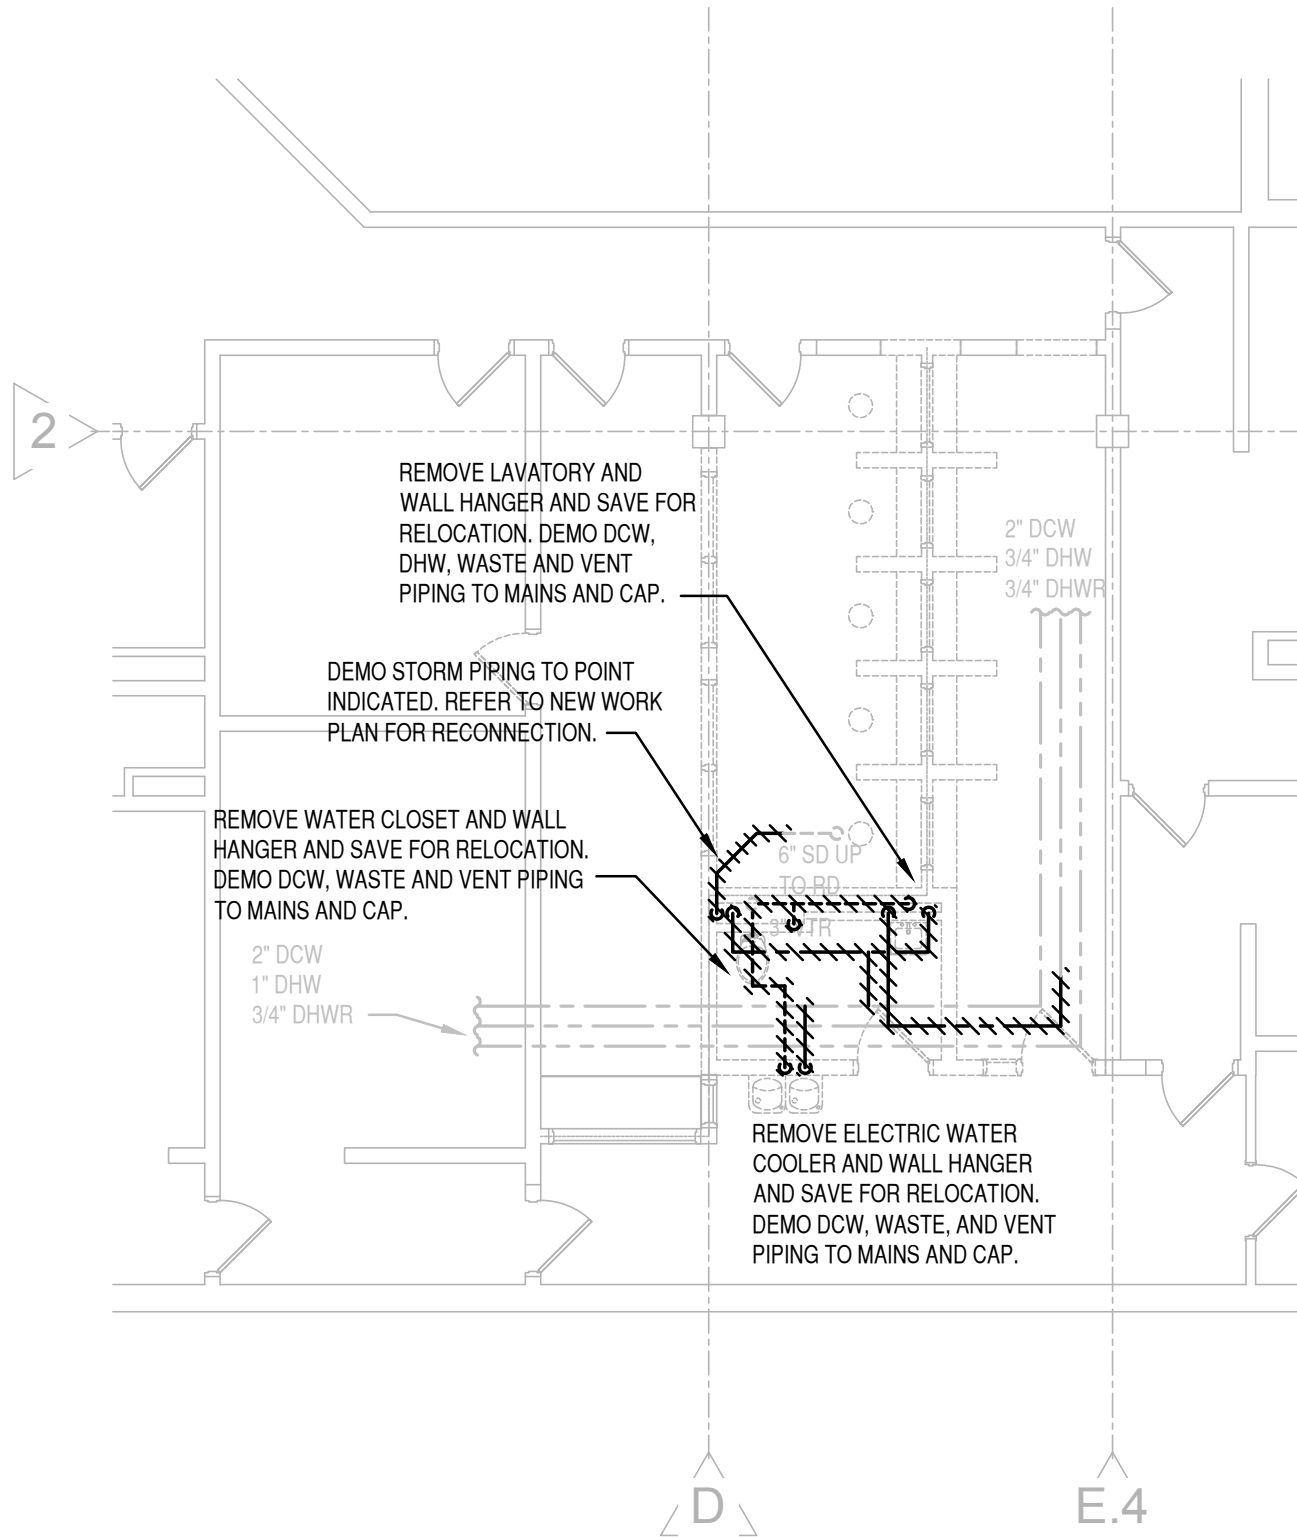 2
REMOVE LAVATORY AND
WALL HANGER AND SAVE FOR
RELOCATION. DEMO DCW,
DHW, WASTE AND VENT
PIPING TO MAINS AND CAP.
2" DCW
3/4" DHW
3/4" DHWR
DEMO STORM PIPING TO POINT
INDICATED. REFER TO NEW WORK
PLAN FOR RECONNECTION.
REMOVE WATER CLOSET AND WALL
HANGER AND SAVE FOR RELOCATION.
DEMO DCW, WASTE AND VENT PIPING
TO MAINS AND CAP.
6" SD UP
TO RD
3" VTR
2" DCW
1" DHW
3/4" DHWR
REMOVE ELECTRIC WATER
COOLER AND WALL HANGER
AND SAVE FOR RELOCATION.
DEMO DCW, WASTE, AND VENT
PIPING TO MAINS AND CAP.
D
E.4